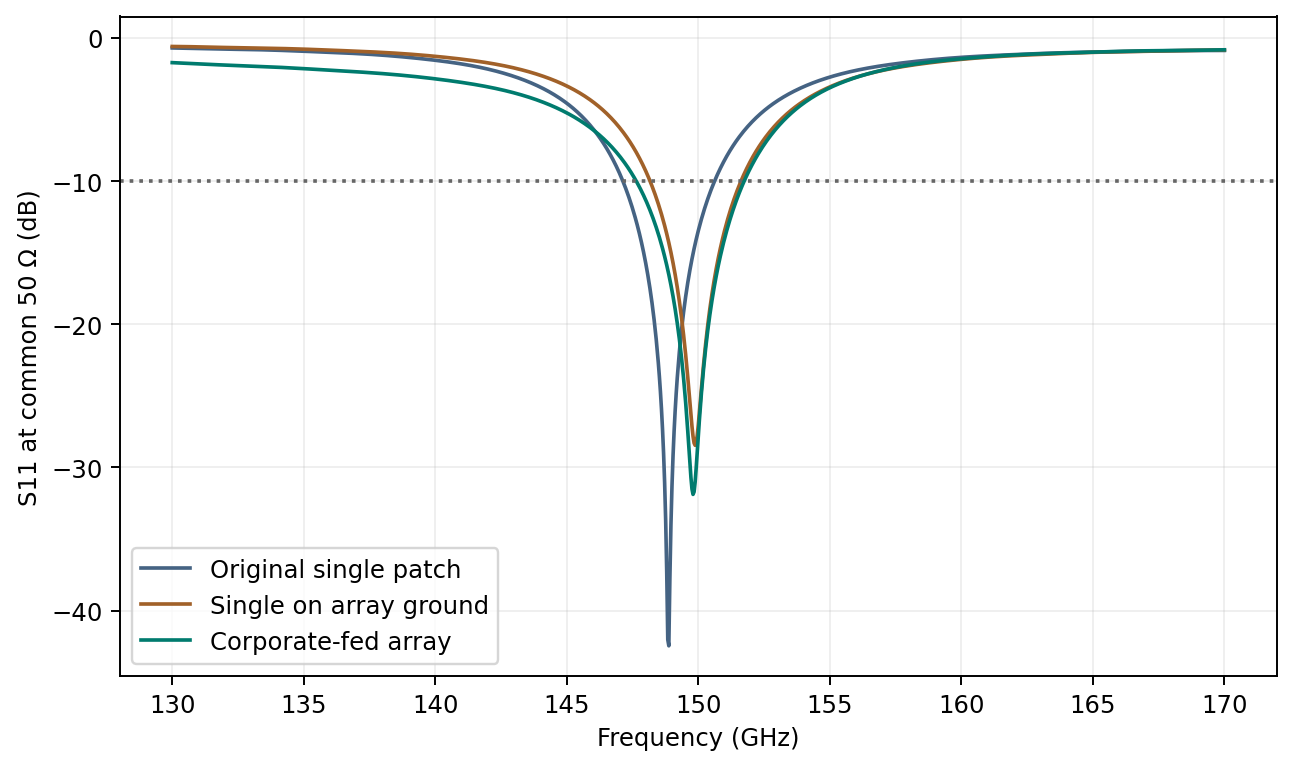 0
−10
−20
−30
−40
S11 at common 50 Ω (dB)
Original single patch
Single on array ground
Corporate-fed array
130 135 140 145 150 155 160 165 170
Frequency (GHz)